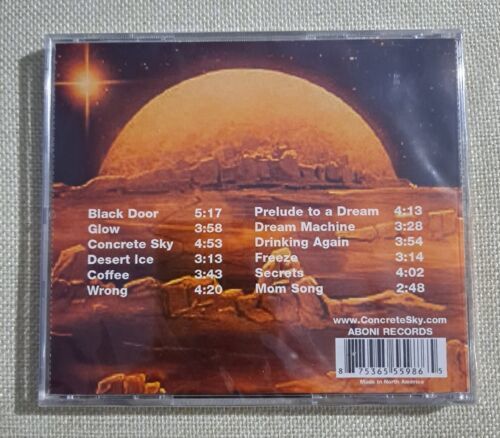 Black Door 5:17
Glow 3:58
Concrete Sky 4:53
Desert Ice 3:13
Coffee 3:43
Wrong 4:20
Prelude to a Dream 4:13
Dream Machine 3:28
Drinking Again 3:54
Freeze 3:14
Secrets 4:02
Mom Song 2:48
www.ConcreteSky.com
ABONI RECORDS
8 75365 55986 5
Made in North America